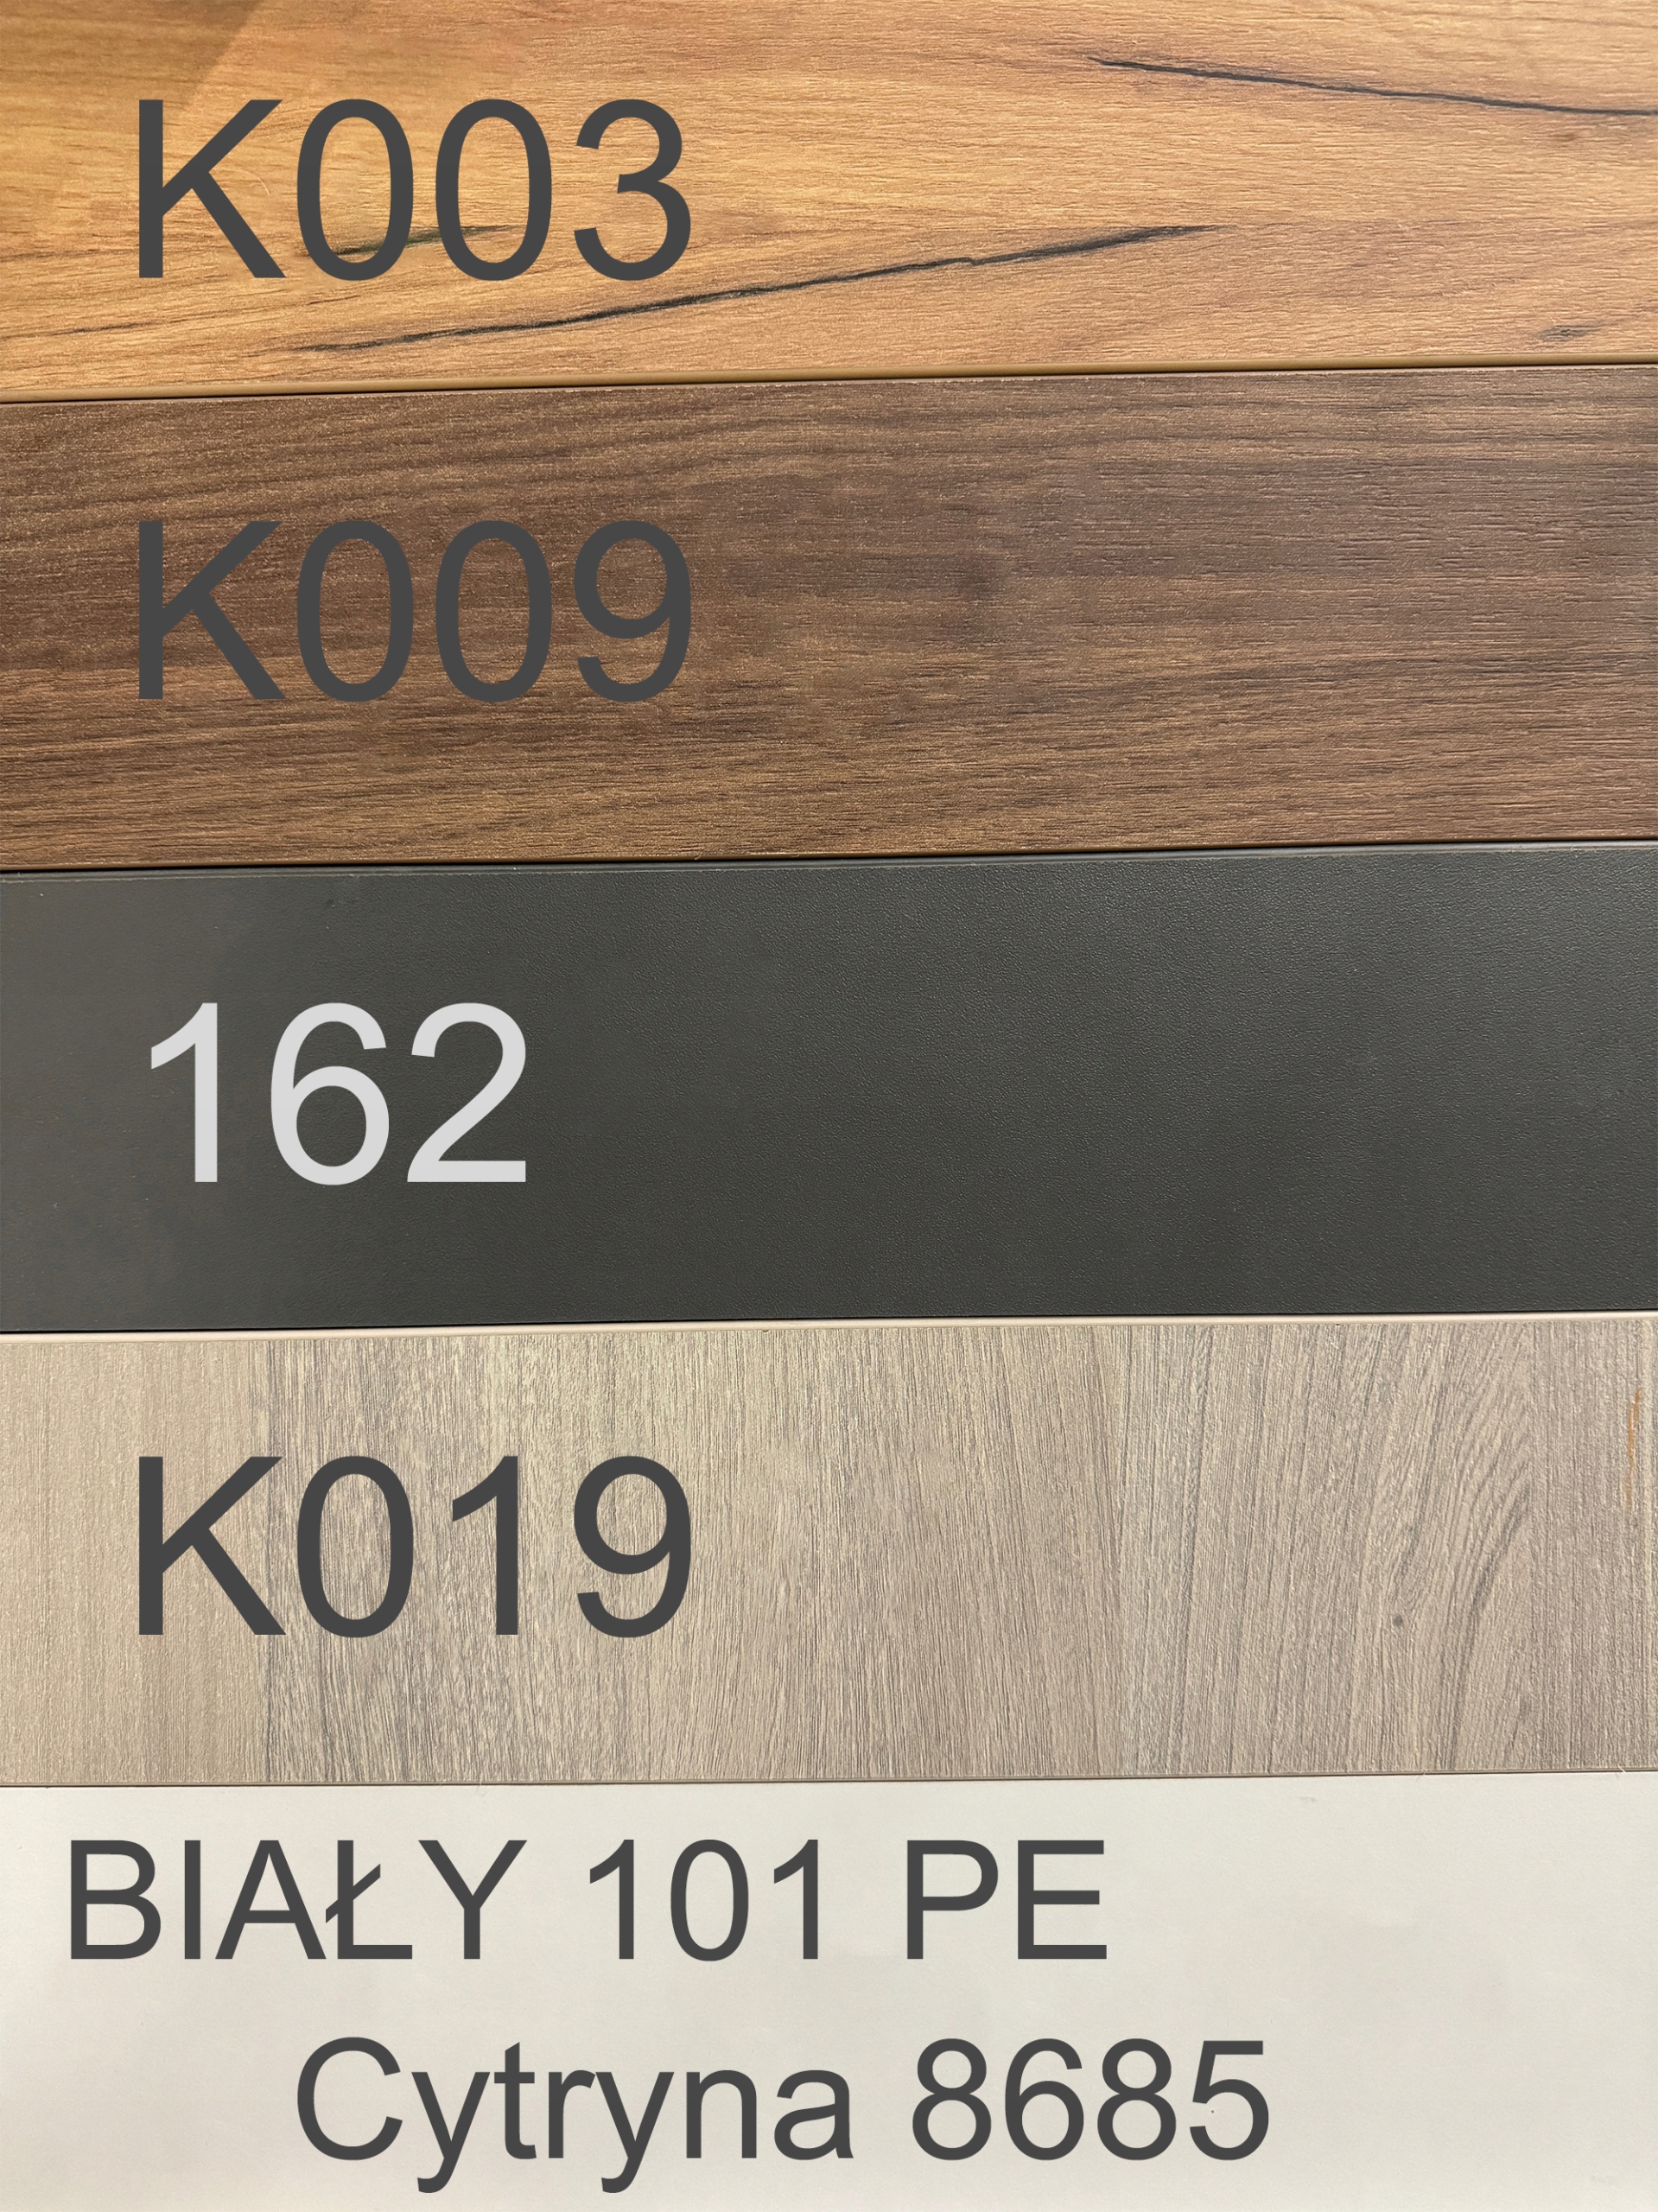 K003
K009
162
K019
BIAŁY 101 PE
Cytryna 8685